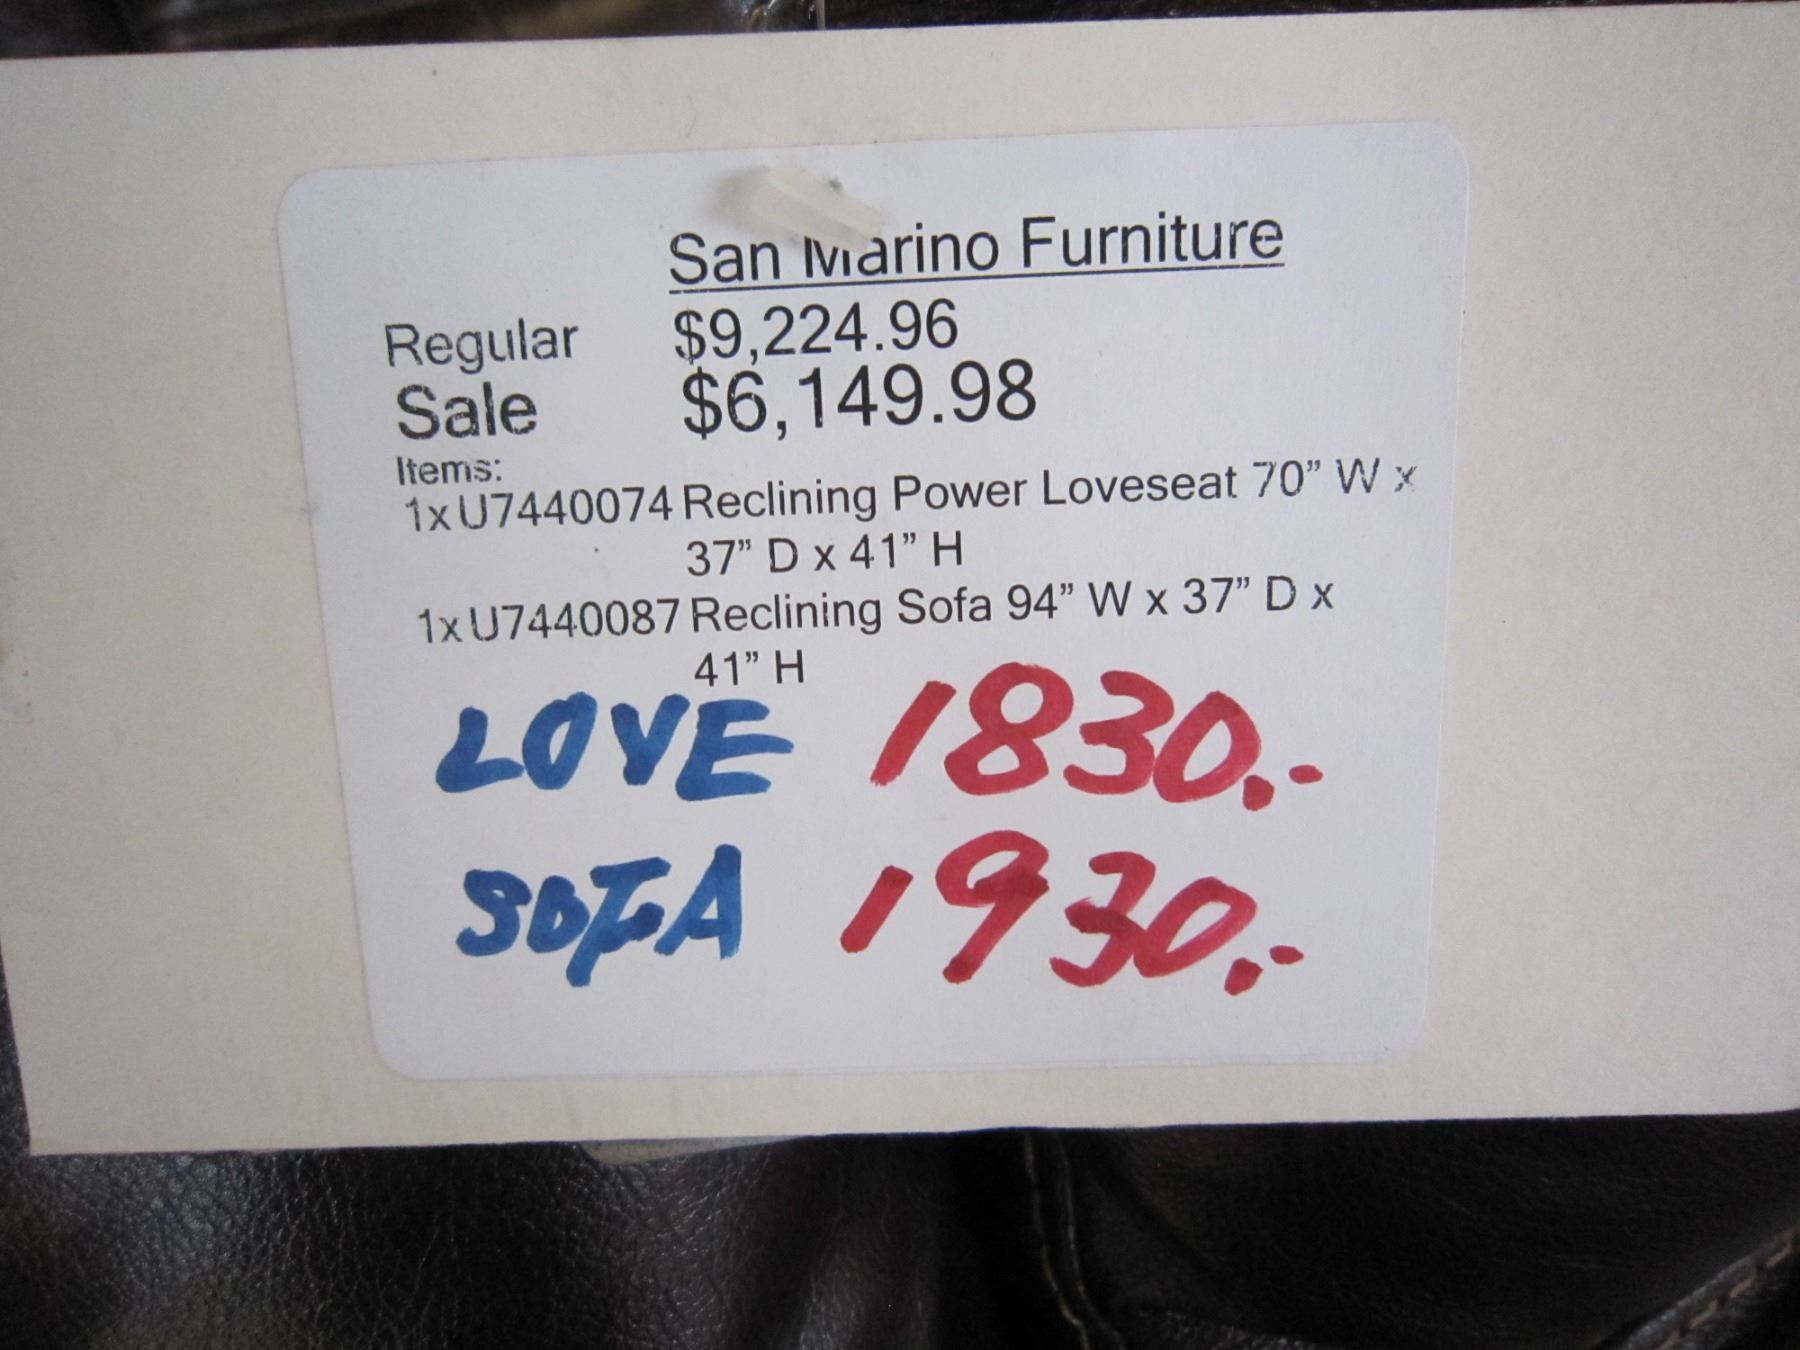 San Marino Furniture
Regular $9,224.96
Sale $6,149.98
Items:
1x U7440074 Reclining Power Loveseat 70” W x
37” D x 41” H
1x U7440087 Reclining Sofa 94” W x 37” D x
41” H
LOVE 1830.-
SOFA 1930.-